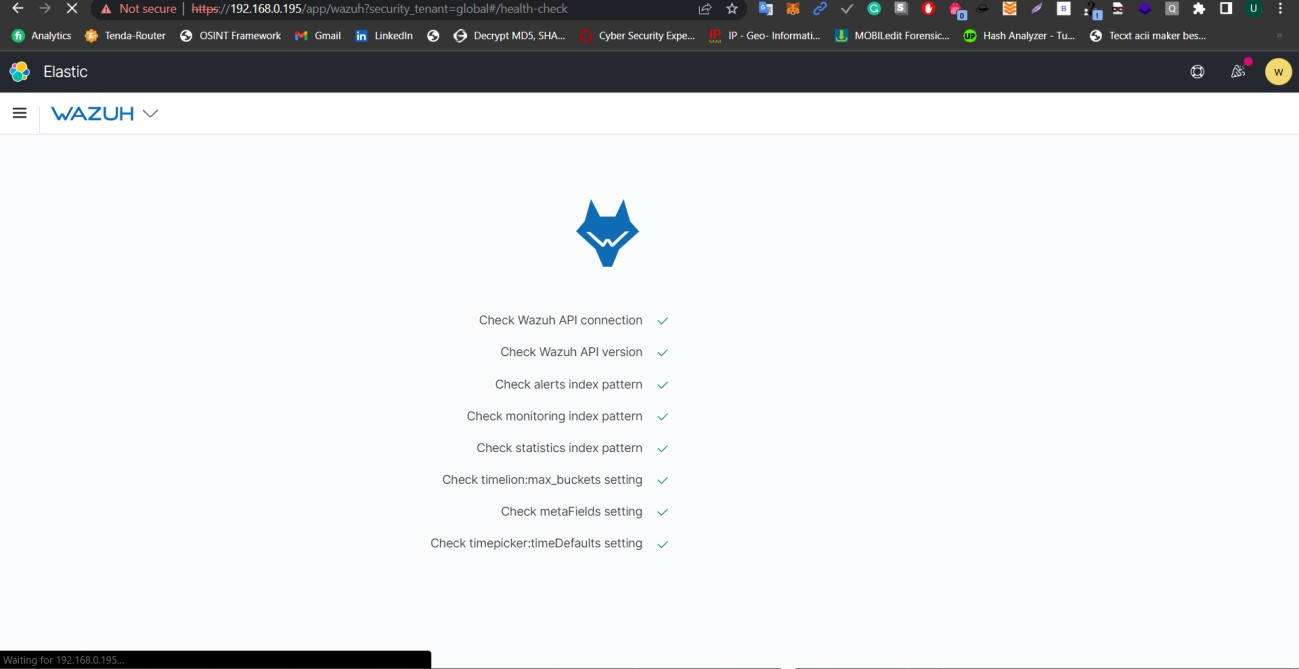 Not secure | https://192.168.0.195/app/wazuh?security_tenant=global#/health-check
Analytics Tenda-Router OSINT Framework Gmail LinkedIn Decrypt MD5, SHA... Cyber Security Expe... IP - Geo- Informati... MOBILedit Forensic... Hash Analyzer - Tu... Tecxt acii maker bes...
Elastic
W
WAZUH
Check Wazuh API connection
Check Wazuh API version
Check alerts index pattern
Check monitoring index pattern
Check statistics index pattern
Check timelion:max_buckets setting
Check metaFields setting
Check timepicker:timeDefaults setting
Waiting for 192.168.0.195...